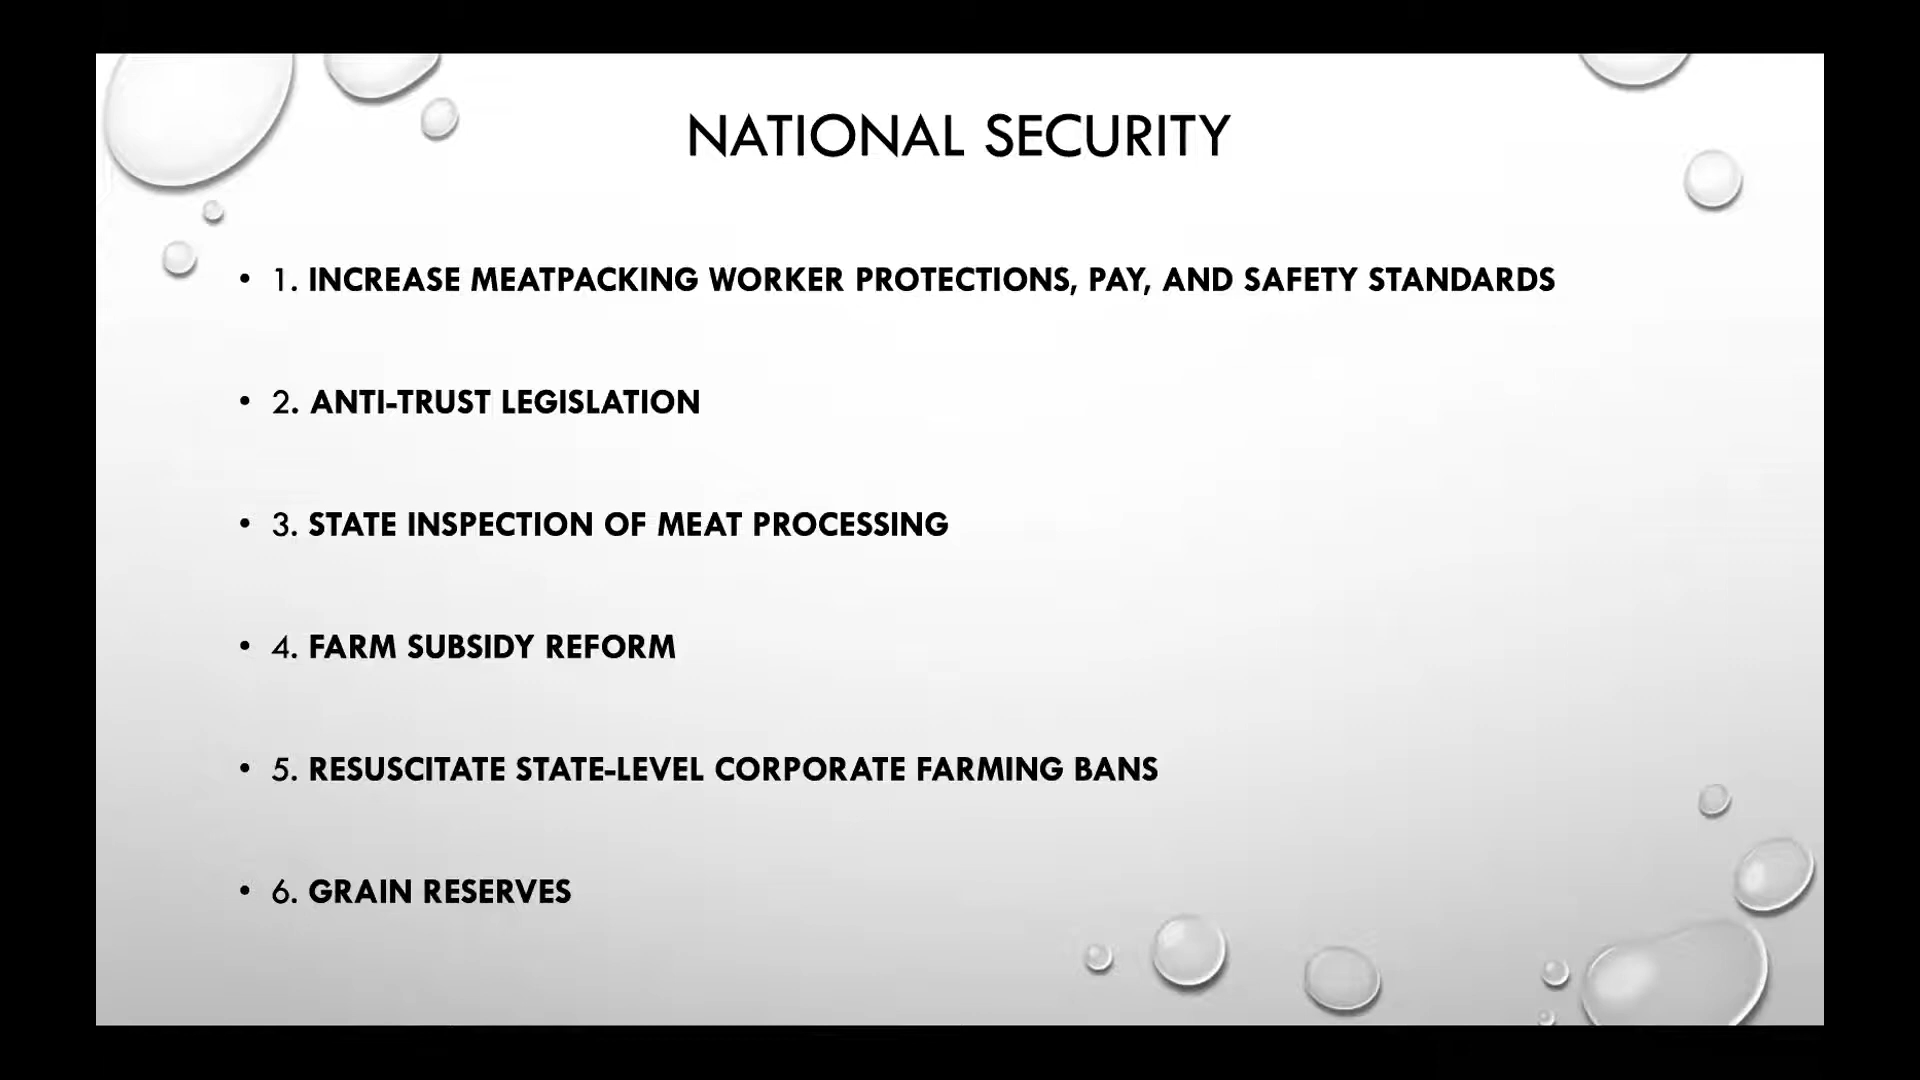 NATIONAL SECURITY
• 1. INCREASE MEATPACKING WORKER PROTECTIONS, PAY, AND SAFETY STANDARDS
• 2. ANTI-TRUST LEGISLATION
• 3. STATE INSPECTION OF MEAT PROCESSING
• 4. FARM SUBSIDY REFORM
• 5. RESUSCITATE STATE-LEVEL CORPORATE FARMING BANS
• 6. GRAIN RESERVES